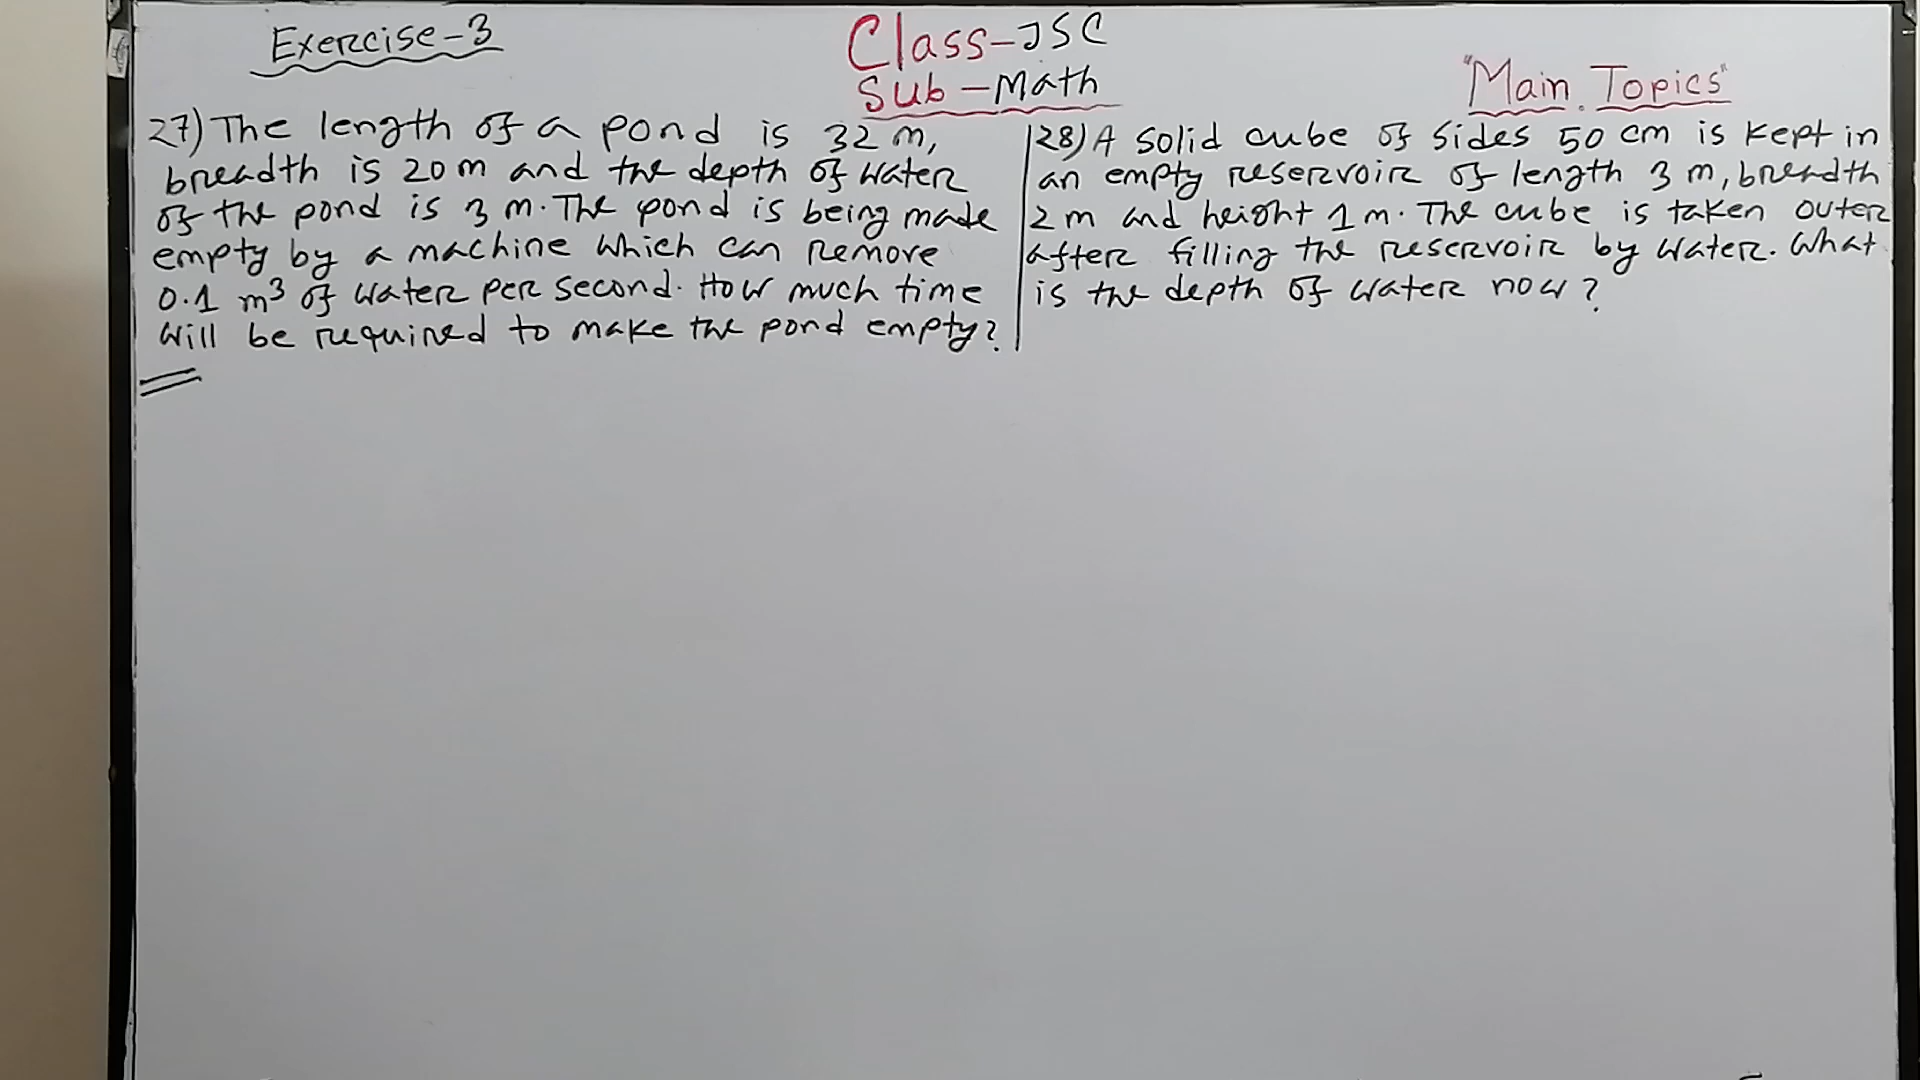 Exercise-3
Class-JSC
Sub-Math
"Main Topics"
27) The length of a pond is 32 m,
breadth is 20 m and the depth of water
of the pond is 3 m. The pond is being made
empty by a machine which can remove
0.1 m³ of water per second. How much time
will be required to make the pond empty?
28) A solid cube of sides 50 cm is kept in
an empty reservoir of length 3 m, breadth
2 m and height 1 m. The cube is taken outer
after filling the reservoir by water. What
is the depth of water now?